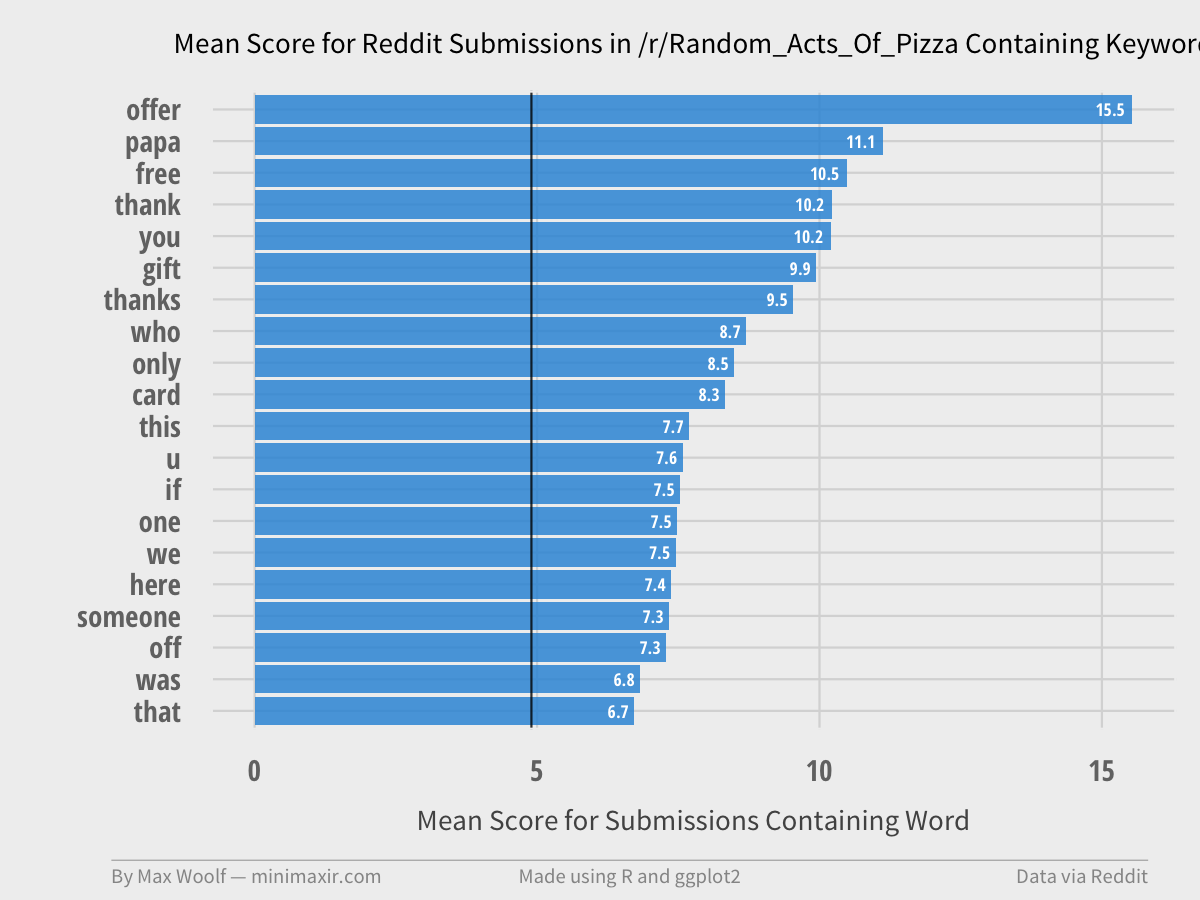 Mean Score for Reddit Submissions in /r/Random_Acts_Of_Pizza Containing Keywor
offer 15.5
papa 11.1
free 10.5
thank 10.2
you 10.2
gift 9.9
thanks 9.5
who 8.7
only 8.5
card 8.3
this 7.7
u 7.6
if 7.5
one 7.5
we 7.5
here 7.4
someone 7.3
off 7.3
was 6.8
that 6.7
0 5 10 15
Mean Score for Submissions Containing Word
By Max Woolf — minimaxir.com Made using R and ggplot2 Data via Reddit